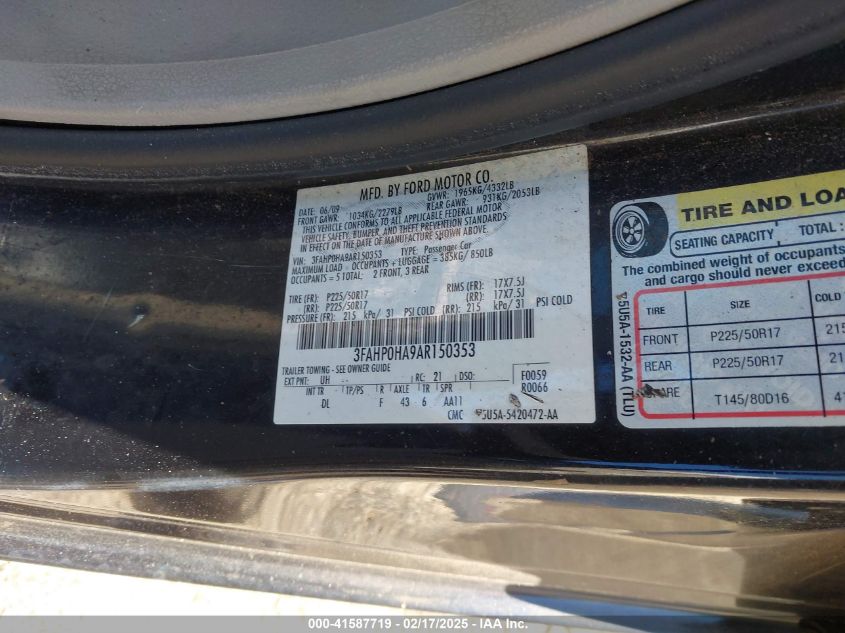 MFD. BY FORD MOTOR CO.
DATE: 06/09 GVWR: 1965KG/4332LB
FRONT GAWR: 1034KG/2279LB REAR GAWR: 931KG/2053LB
THIS VEHICLE CONFORMS TO ALL APPLICABLE FEDERAL MOTOR
VEHICLE SAFETY, BUMPER, AND THEFT PREVENTION STANDARDS
IN EFFECT ON THE DATE OF MANUFACTURE SHOWN ABOVE.
VIN: 3FAHP0HA9AR150353 TYPE: Passenger Car
MAXIMUM LOAD = OCCUPANTS + LUGGAGE = 385KG/850LB
OCCUPANTS = 5 TOTAL: 2 FRONT, 3 REAR
TIRE (FR): P225/50R17 RIMS (FR): 17X7.5J
(RR): P225/50R17 (RR): 17X7.5J
PRESSURE (FR): 215 kPa/ 31 PSI COLD (RR): 215 kPa/ 31 PSI COLD
3FAHP0HA9AR150353
TRAILER TOWING - SEE OWNER GUIDE
EXT PNT: UH RC: 21 DSO: F0059
R0066
INT TR TP/PS R AXLE TR SPR
DL F 43 6 AA11
CMC 5U5A-5420472-AA
TIRE AND LOA
SEATING CAPACITY TOTAL:
The combined weight of occupants
and cargo should never exceed
TIRE SIZE COLD
FRONT P225/50R17 215
REAR P225/50R17 215
T145/80D16 41
5U5A-1532-AA (TLU)
000-41587719 - 02/17/2025 - IAA Inc.